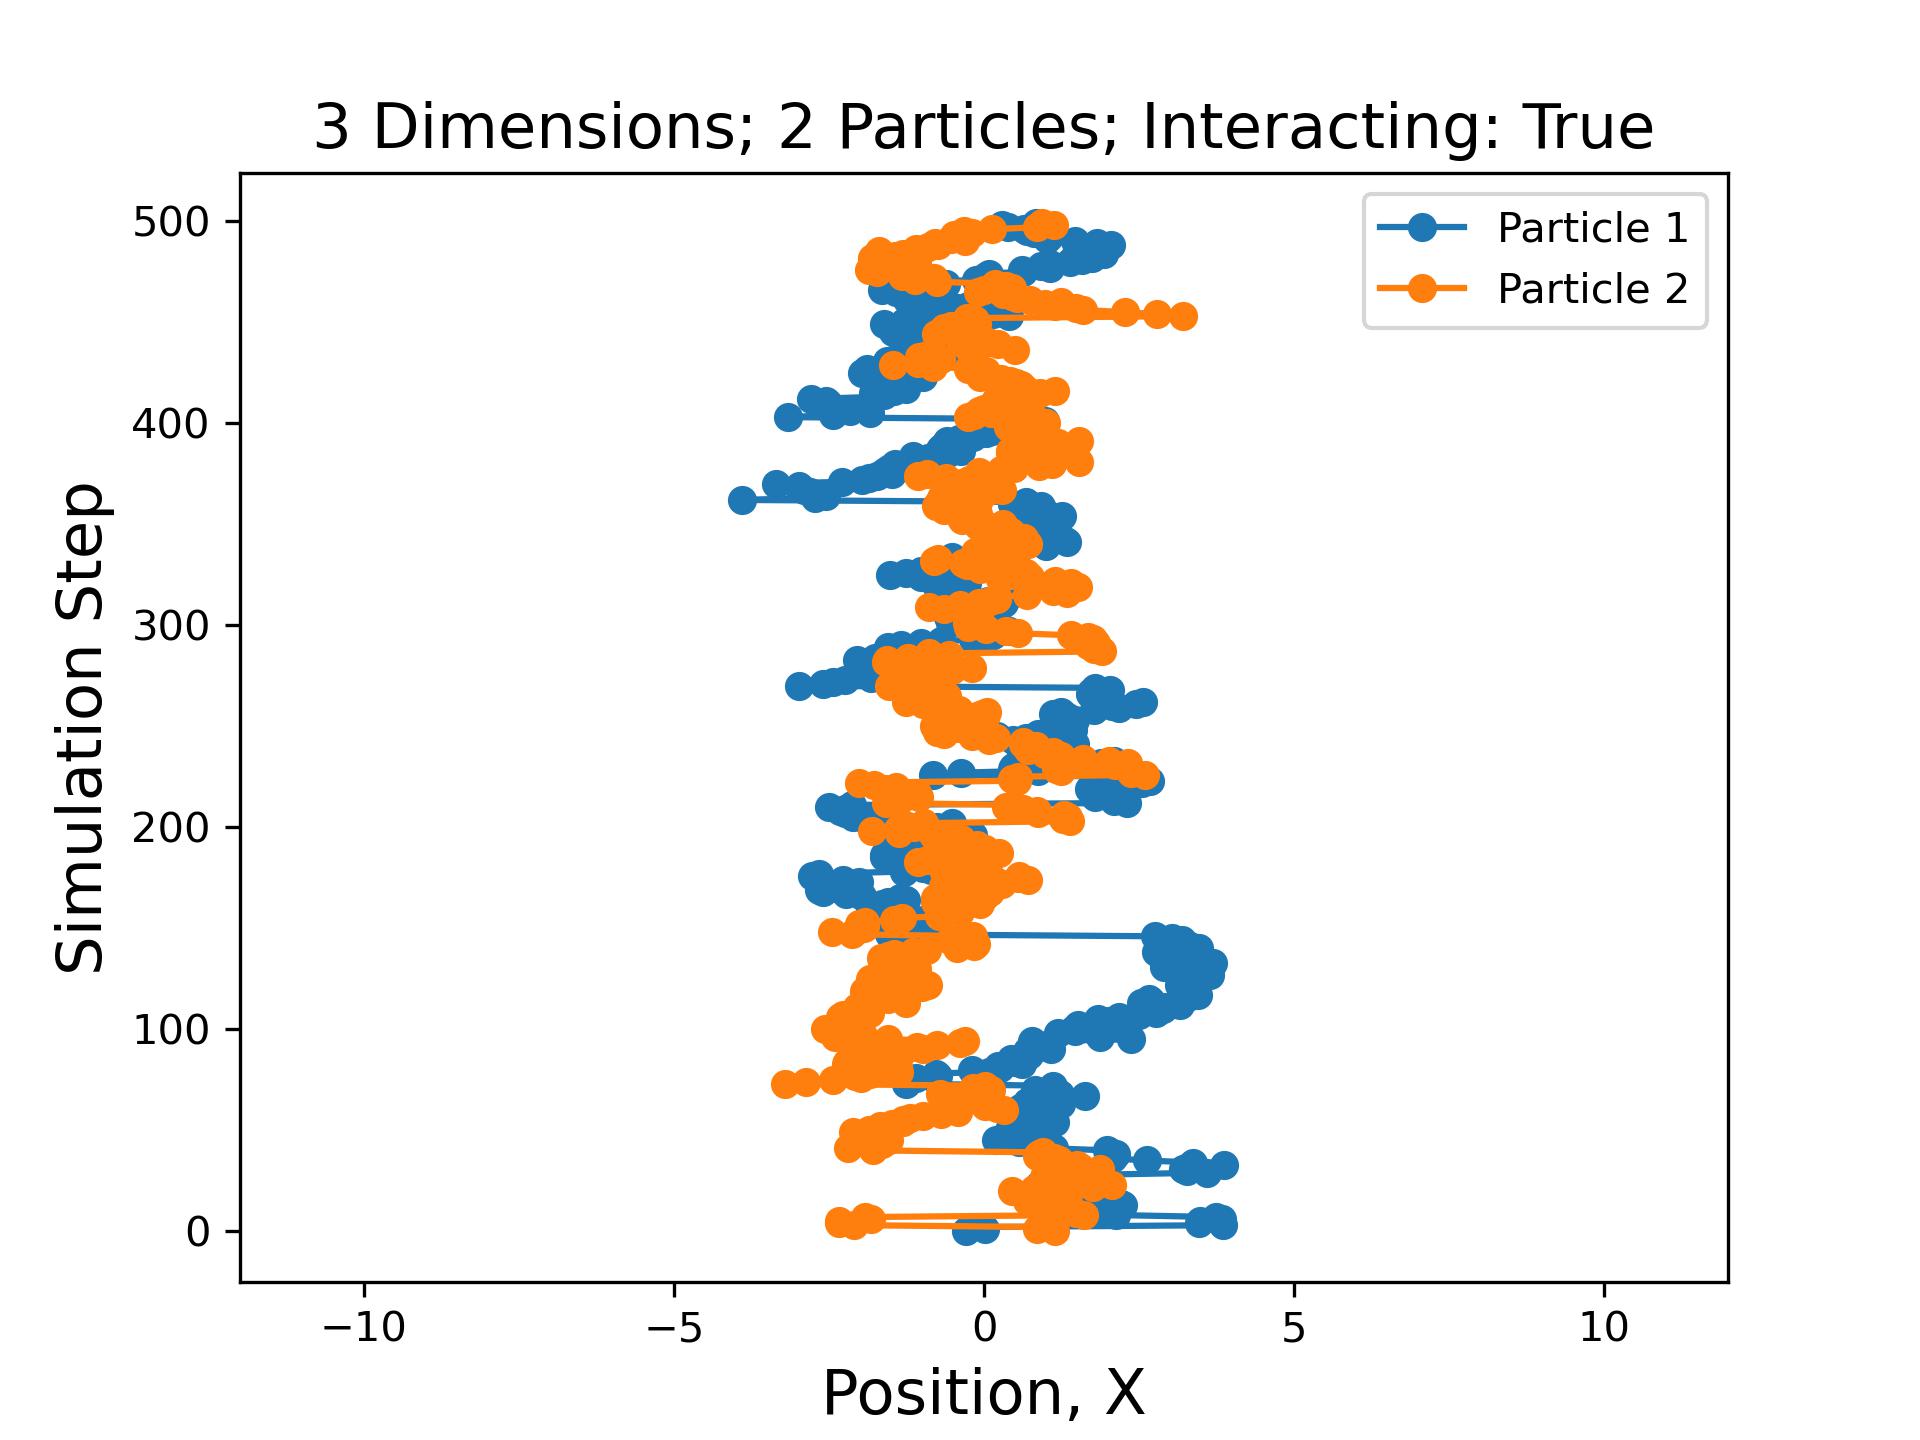 3 Dimensions; 2 Particles; Interacting: True
Particle 1
Particle 2
Simulation Step
500
400
300
200
100
0
−10
−5
0
5
10
Position, X